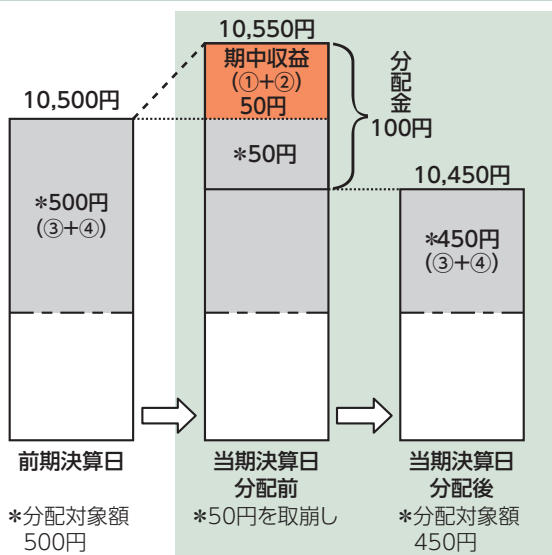 10,550円
期中収益
(①+②)
50円
分配金
100円
10,500円
*50円
10,450円
*500円
(③+④)
*450円
(③+④)
前期決算日
当期決算日
分配前
当期決算日
分配後
*分配対象額
500円
*50円を取崩し
*分配対象額
450円